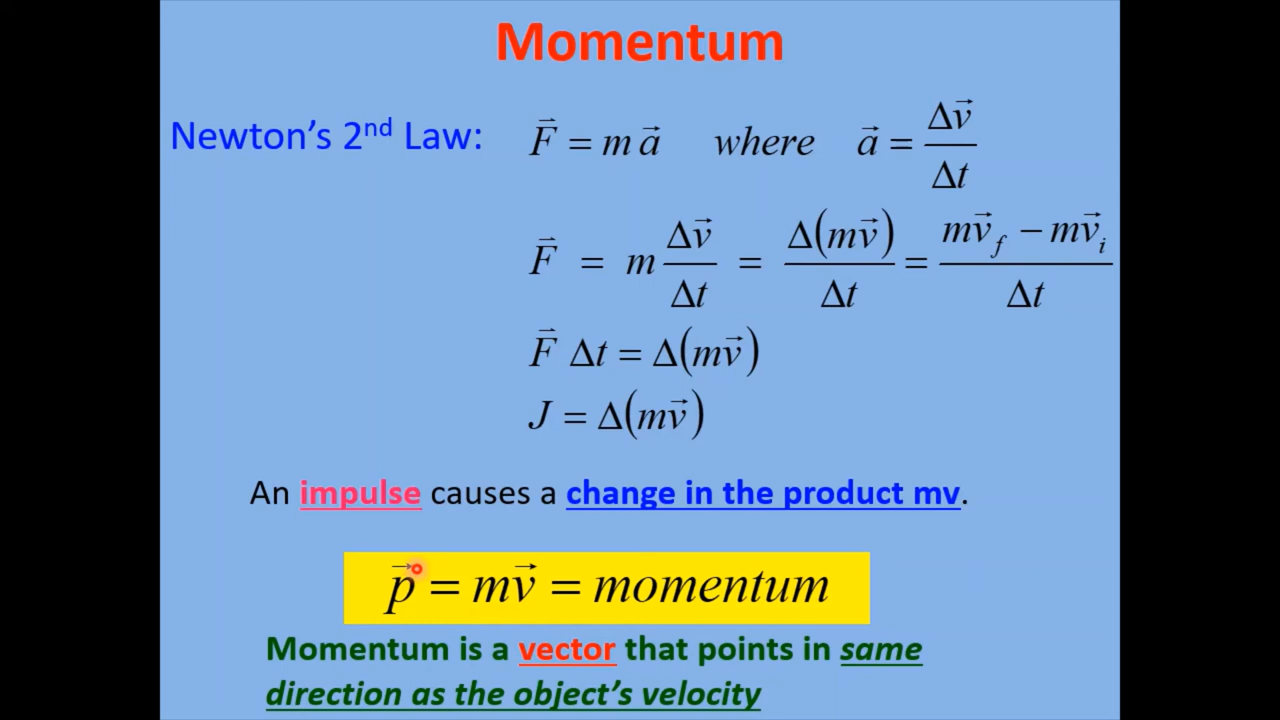 Momentum
Newton's 2nd Law: F⃗ = m a⃗ where a⃗ = Δv⃗ / Δt
F⃗ = m Δv⃗ / Δt = Δ(mv⃗) / Δt = (mv⃗_f − mv⃗_i) / Δt
F⃗ Δt = Δ(mv⃗)
J = Δ(mv⃗)
An impulse causes a change in the product mv.
p⃗ = mv⃗ = momentum
Momentum is a vector that points in same
direction as the object's velocity